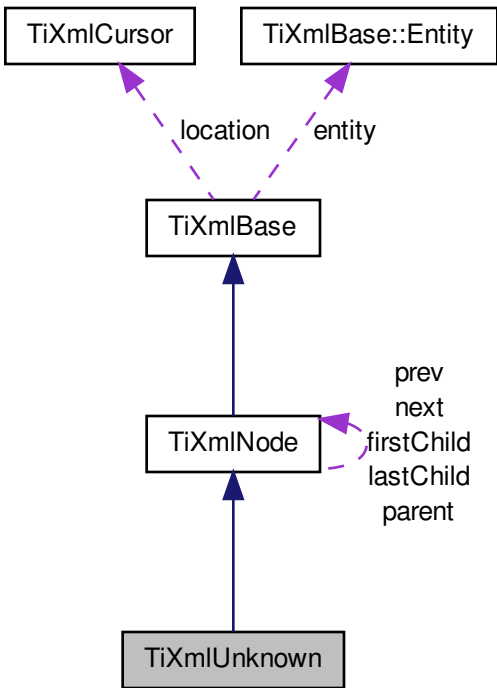 TiXmlCursor
TiXmlBase::Entity
location
entity
TiXmlBase
prev
next
firstChild
lastChild
parent
TiXmlNode
TiXmlUnknown